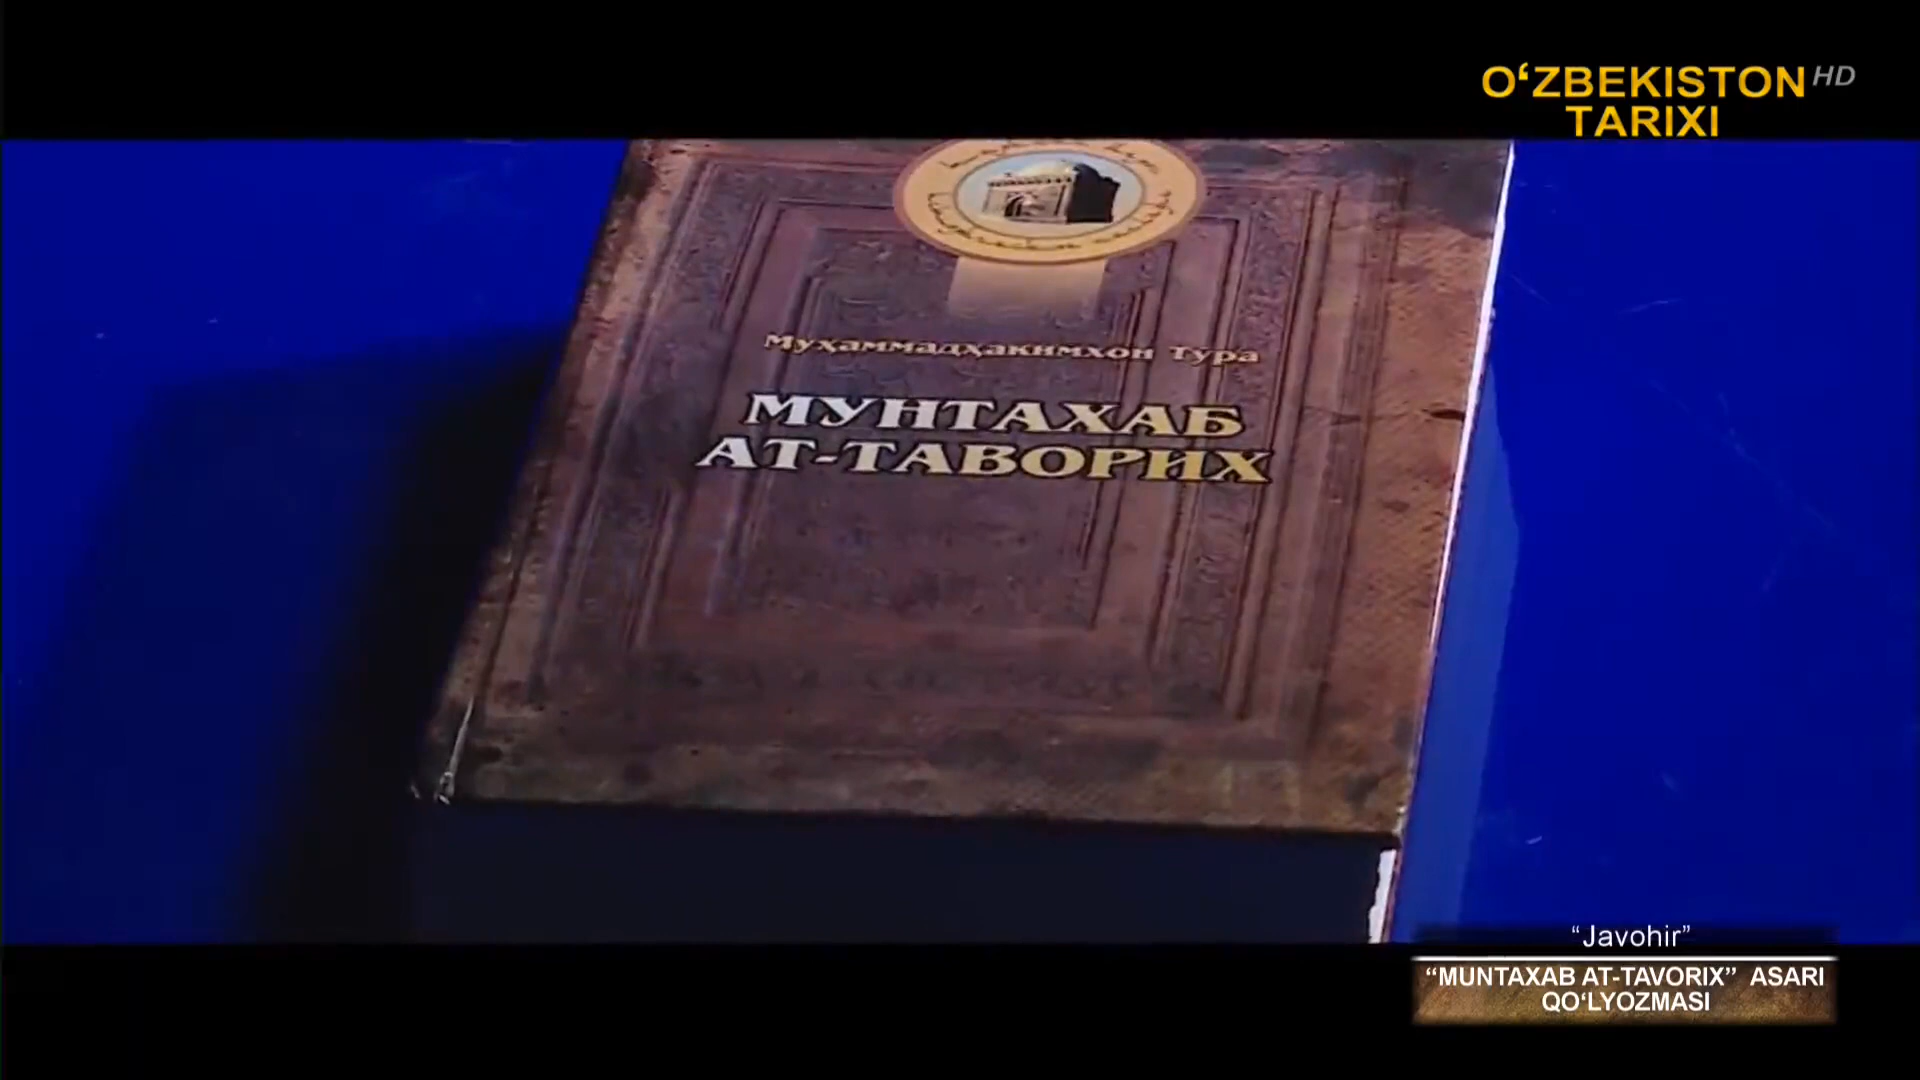 O‘ZBEKISTON HD
TARIXI
Муҳаммадҳакимхон Тўра
МУНТАХАБ
АТ-ТАВОРИХ
“Javohir”
“MUNTAXAB AT-TAVORIX” ASARI
QO‘LYOZMASI